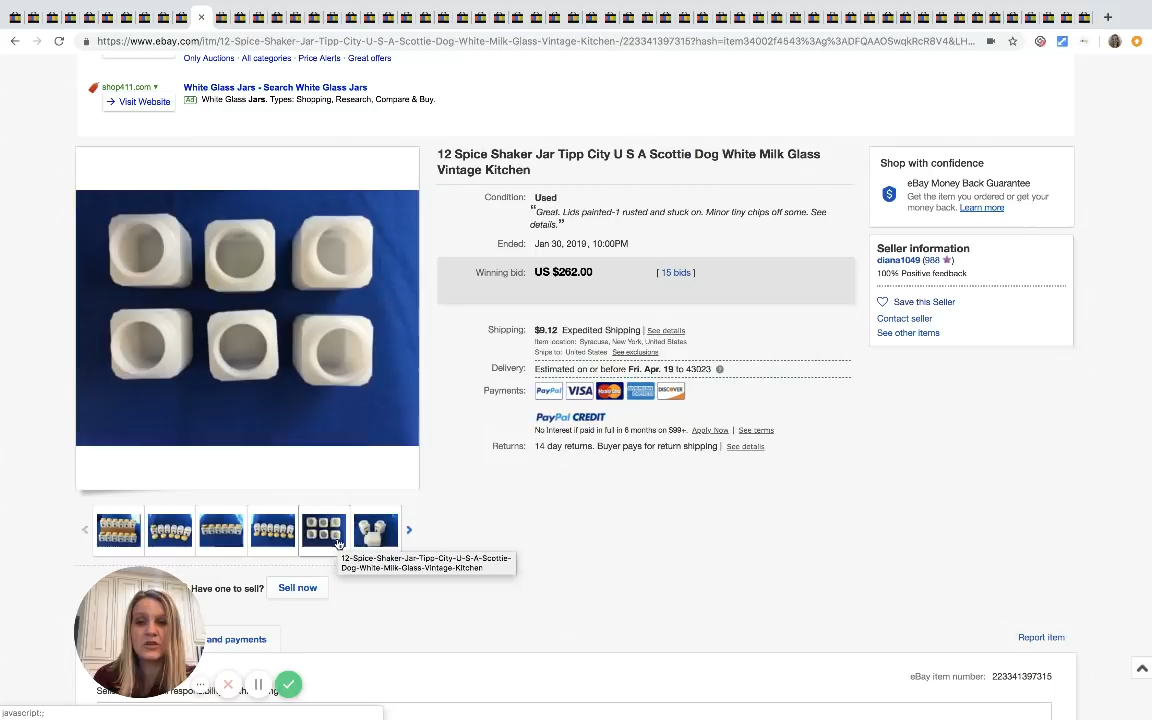 https://www.ebay.com/itm/12-Spice-Shaker-Jar-Tipp-City-U-S-A-Scottie-Dog-White-Milk-Glass-Vintage-Kitchen-/223341397315?hash=item34002f4543%3Ag%3ADFQAAOSwqkRcR8V4&LH...
Only Auctions · All categories · Price Alerts · Great offers
shop411.com
White Glass Jars - Search White Glass Jars
Visit Website
Ad White Glass Jars. Types: Shopping, Research, Compare & Buy.
12 Spice Shaker Jar Tipp City U S A Scottie Dog White Milk Glass
Vintage Kitchen
Condition: Used
“Great. Lids painted-1 rusted and stuck on. Minor tiny chips off some. See
details.”
Ended: Jan 30, 2019 , 10:00PM
Winning bid: US $262.00 [ 15 bids ]
Shipping: $9.12 Expedited Shipping | See details
Item location: Syracuse, New York, United States
Ships to: United States See exclusions
Delivery: Estimated on or before Fri. Apr. 19 to 43023
Payments: PayPal VISA MasterCard AMERICAN EXPRESS DISCOVER
PayPal CREDIT
No Interest if paid in full in 6 months on $99+. Apply Now | See terms
Returns: 14 day returns. Buyer pays for return shipping | See details
Shop with confidence
eBay Money Back Guarantee
Get the item you ordered or get your
money back. Learn more
Seller information
diana1049 (988)
100% Positive feedback
Save this Seller
Contact seller
See other items
12-Spice-Shaker-Jar-Tipp-City-U-S-A-Scottie-
Dog-White-Milk-Glass-Vintage-Kitchen
Have one to sell? Sell now
and payments
Report item
eBay item number: 223341397315
javascript:;